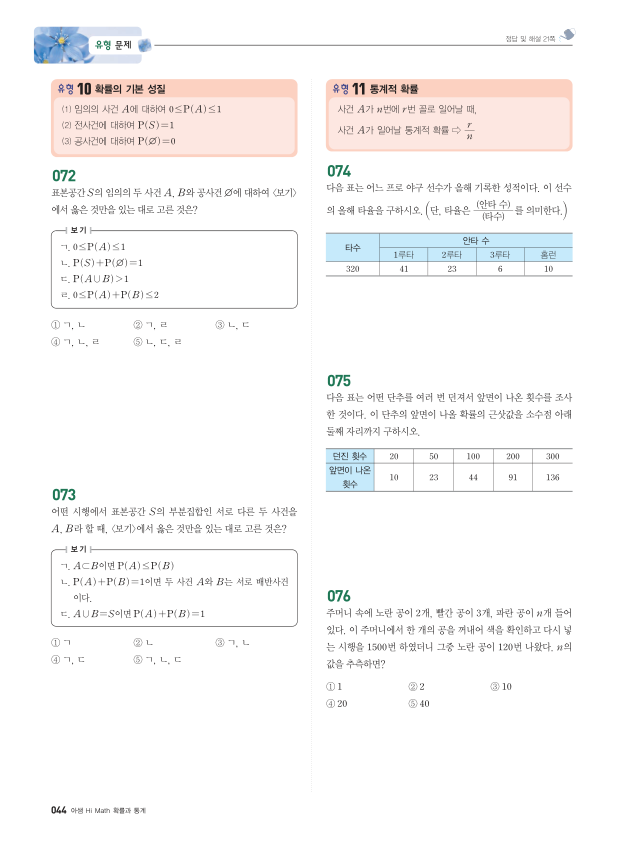 유형 문제
정답 및 해설 21쪽
유형 10 확률의 기본 성질
⑴ 임의의 사건 A에 대하여 0≤P(A)≤1
⑵ 전사건에 대하여 P(S)=1
⑶ 공사건에 대하여 P(∅)=0
072
표본공간 S의 임의의 두 사건 A, B와 공사건 ∅에 대하여 〈보기〉
에서 옳은 것만을 있는 대로 고른 것은?
보기
ㄱ. 0≤P(A)≤1
ㄴ. P(S)+P(∅)=1
ㄷ. P(A∪B)>1
ㄹ. 0≤P(A)+P(B)≤2
① ㄱ, ㄴ ② ㄱ, ㄹ ③ ㄴ, ㄷ
④ ㄱ, ㄴ, ㄹ ⑤ ㄴ, ㄷ, ㄹ
073
어떤 시행에서 표본공간 S의 부분집합인 서로 다른 두 사건을
A, B라 할 때, 〈보기〉에서 옳은 것만을 있는 대로 고른 것은?
보기
ㄱ. A⊂B이면 P(A)≤P(B)
ㄴ. P(A)+P(B)=1이면 두 사건 A와 B는 서로 배반사건
이다.
ㄷ. A∪B=S이면 P(A)+P(B)=1
① ㄱ ② ㄴ ③ ㄱ, ㄴ
④ ㄱ, ㄷ ⑤ ㄱ, ㄴ, ㄷ
유형 11 통계적 확률
사건 A가 n번에 r번 꼴로 일어날 때,
사건 A가 일어날 통계적 확률 ⇨ r/n
074
다음 표는 어느 프로 야구 선수가 올해 기록한 성적이다. 이 선수
의 올해 타율을 구하시오. (단, 타율은 (안타 수)/(타수) 를 의미한다.)
타수 안타 수
1루타 2루타 3루타 홈런
320 41 23 6 10
075
다음 표는 어떤 단추를 여러 번 던져서 앞면이 나온 횟수를 조사
한 것이다. 이 단추의 앞면이 나올 확률의 근삿값을 소수점 아래
둘째 자리까지 구하시오.
던진 횟수 20 50 100 200 300
앞면이 나온
횟수 10 23 44 91 136
076
주머니 속에 노란 공이 2개, 빨간 공이 3개, 파란 공이 n개 들어
있다. 이 주머니에서 한 개의 공을 꺼내어 색을 확인하고 다시 넣
는 시행을 1500번 하였더니 그중 노란 공이 120번 나왔다. n의
값을 추측하면?
① 1 ② 2 ③ 10
④ 20 ⑤ 40
044 아샘 Hi Math 확률과 통계